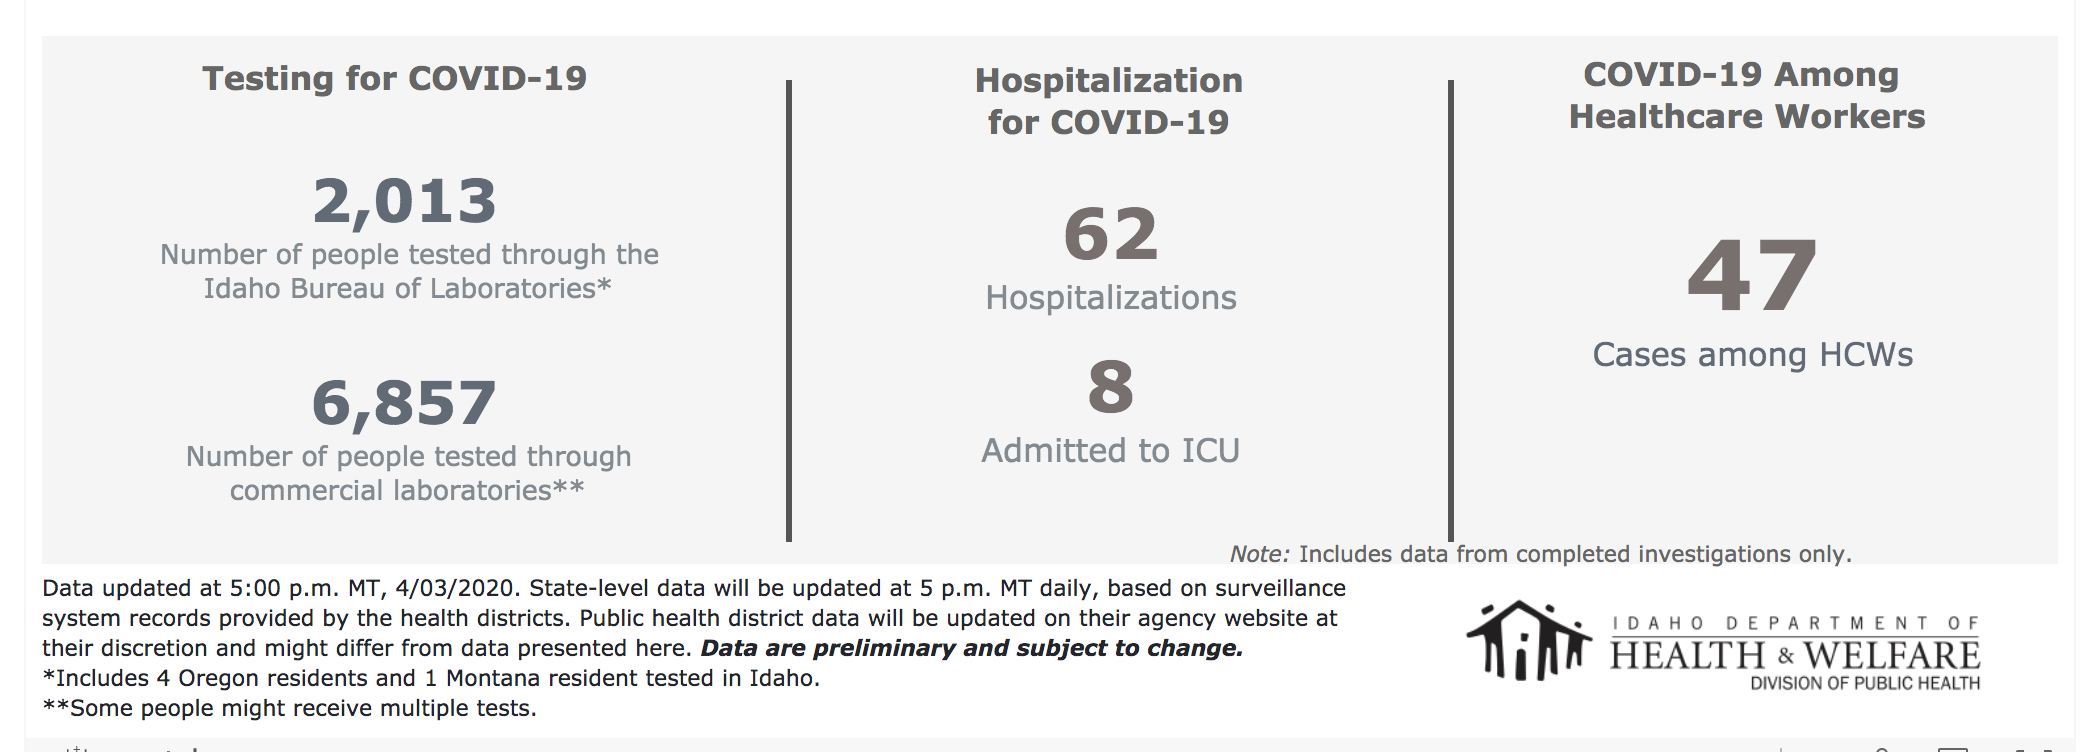 Testing for COVID-19
2,013
Number of people tested through the
Idaho Bureau of Laboratories*
6,857
Number of people tested through
commercial laboratories**
Hospitalization
for COVID-19
62
Hospitalizations
8
Admitted to ICU
COVID-19 Among
Healthcare Workers
47
Cases among HCWs
Note: Includes data from completed investigations only.
Data updated at 5:00 p.m. MT, 4/03/2020. State-level data will be updated at 5 p.m. MT daily, based on surveillance
system records provided by the health districts. Public health district data will be updated on their agency website at
their discretion and might differ from data presented here. Data are preliminary and subject to change.
*Includes 4 Oregon residents and 1 Montana resident tested in Idaho.
**Some people might receive multiple tests.
IDAHO DEPARTMENT OF
HEALTH & WELFARE
DIVISION OF PUBLIC HEALTH